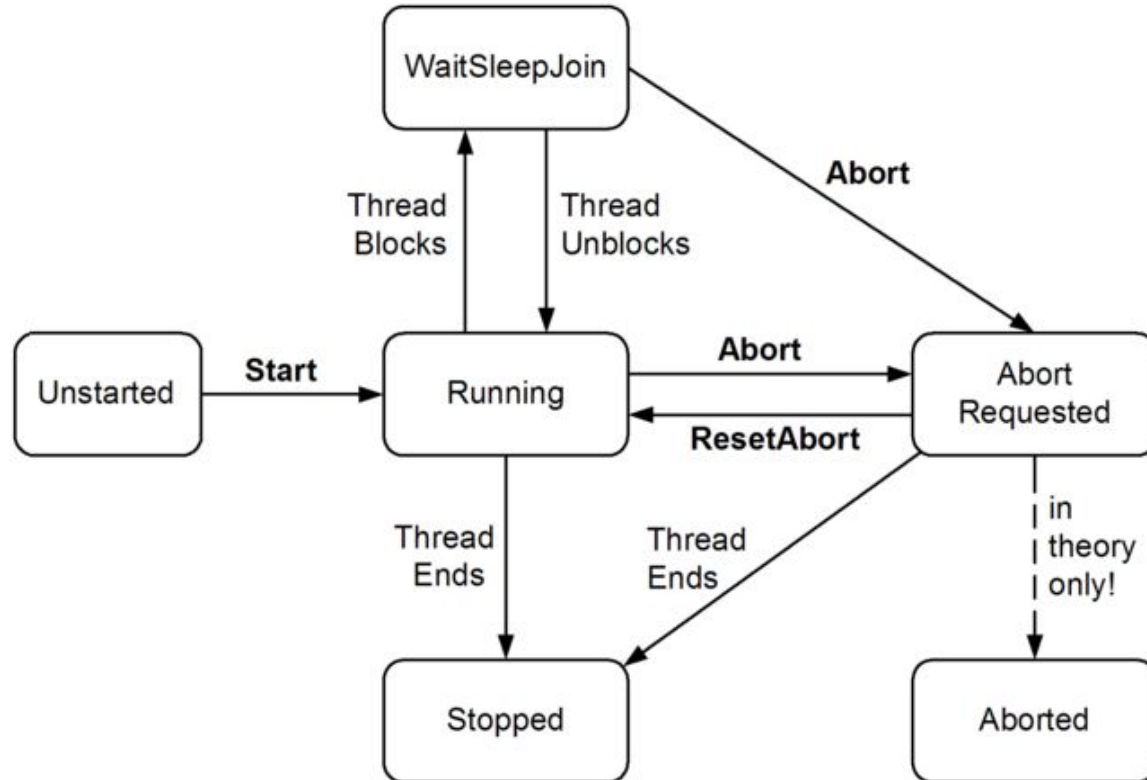 WaitSleepJoin
Abort
Thread
Blocks
Thread
Unblocks
Unstarted
Start
Running
Abort
ResetAbort
Abort
Requested
Thread
Ends
Thread
Ends
in
theory
only!
Stopped
Aborted